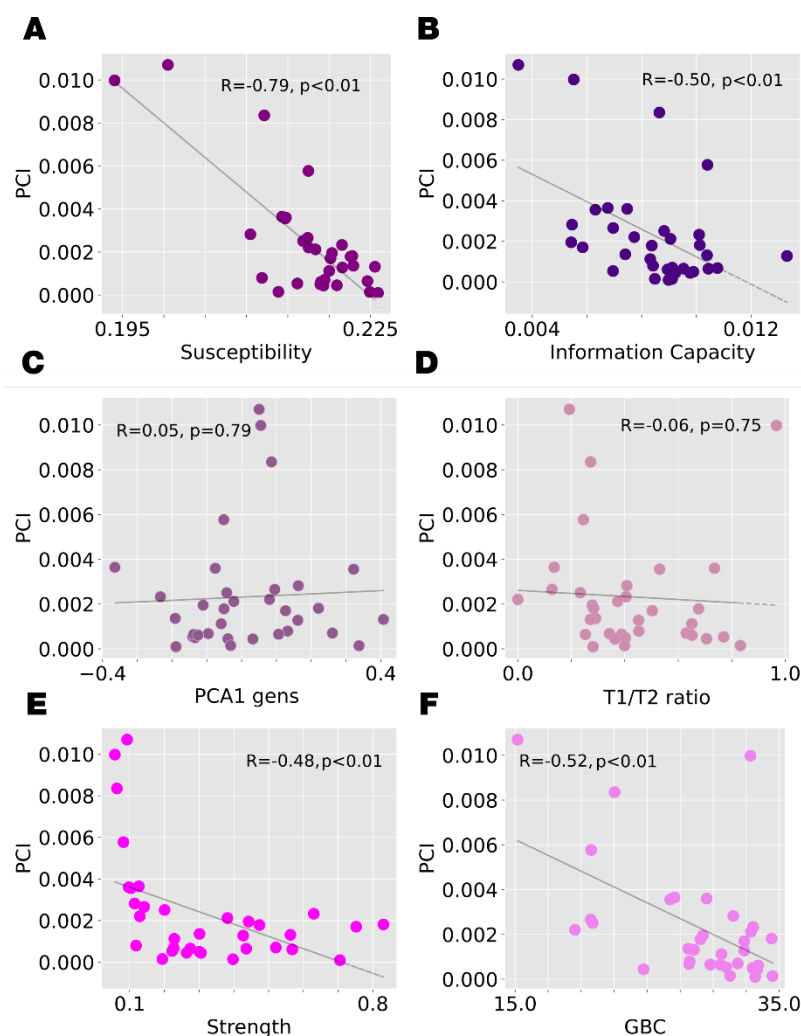 A
R=-0.79, p<0.01
PCI
0.010
0.008
0.006
0.004
0.002
0.000
0.195
0.225
Susceptibility
B
R=-0.50, p<0.01
PCI
0.010
0.008
0.006
0.004
0.002
0.000
0.004
0.012
Information Capacity
C
R=0.05, p=0.79
PCI
0.010
0.008
0.006
0.004
0.002
0.000
−0.4
0.4
PCA1 gens
D
R=-0.06, p=0.75
PCI
0.010
0.008
0.006
0.004
0.002
0.000
0.0
1.0
T1/T2 ratio
E
R=-0.48, p<0.01
PCI
0.010
0.008
0.006
0.004
0.002
0.000
0.1
0.8
Strength
F
R=-0.52, p<0.01
PCI
0.010
0.008
0.006
0.004
0.002
0.000
15.0
35.0
GBC